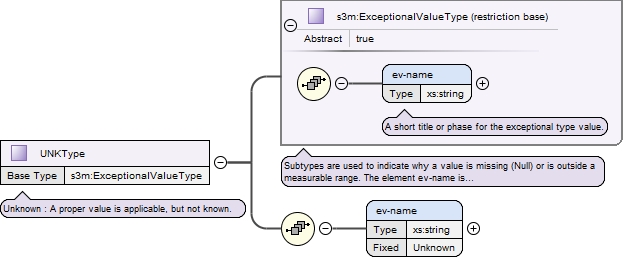 s3m:ExceptionalValueType (restriction base)
Abstract true
ev-name
Type xs:string
A short title or phase for the exceptional type value.
UNKType
Base Type s3m:ExceptionalValueType
Unknown : A proper value is applicable, but not known.
Subtypes are used to indicate why a value is missing (Null) or is outside a
measurable range. The element ev-name is...
ev-name
Type xs:string
Fixed Unknown